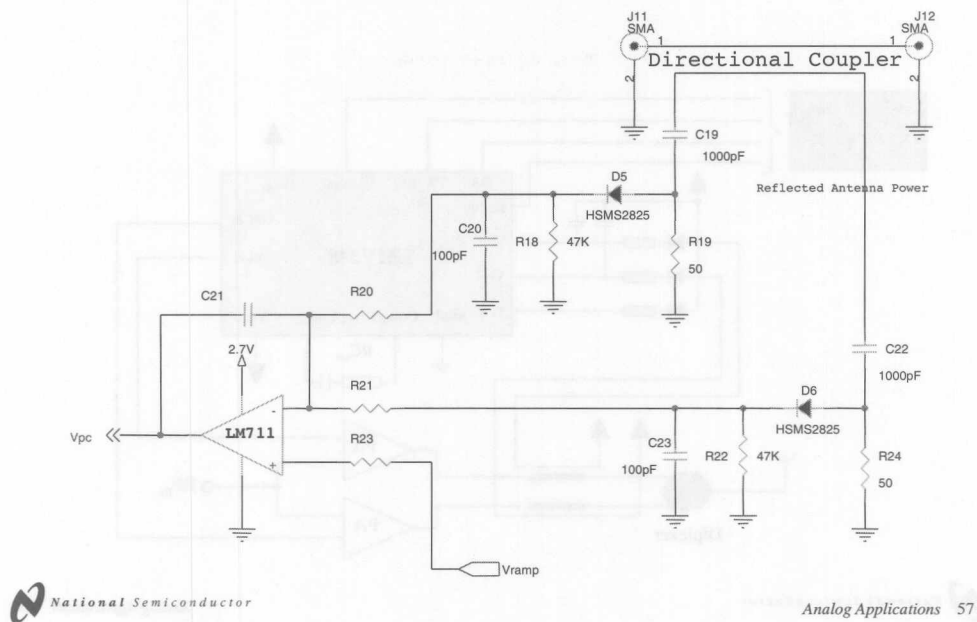 J11
SMA
J12
SMA
1
1
Directional Coupler
2
2
C19
1000pF
D5
HSMS2825
Reflected Antenna Power
C20
100pF
R18
47K
R19
50
C21
R20
2.7V
C22
1000pF
R21
D6
HSMS2825
-
LM711
Vpc
R23
+
C23
100pF
R22
47K
R24
50
Vramp
National Semiconductor
Analog Applications 57